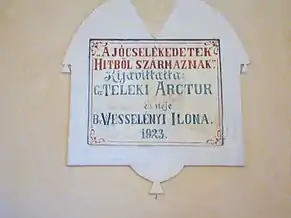 „A JÓCSELEKEDETEK
HITBŐL SZÁRMAZNAK"
Kijavíttatta:
G. TELEKI ARCTUR
és neje
B. WESSELÉNYI ILONA.
1923.